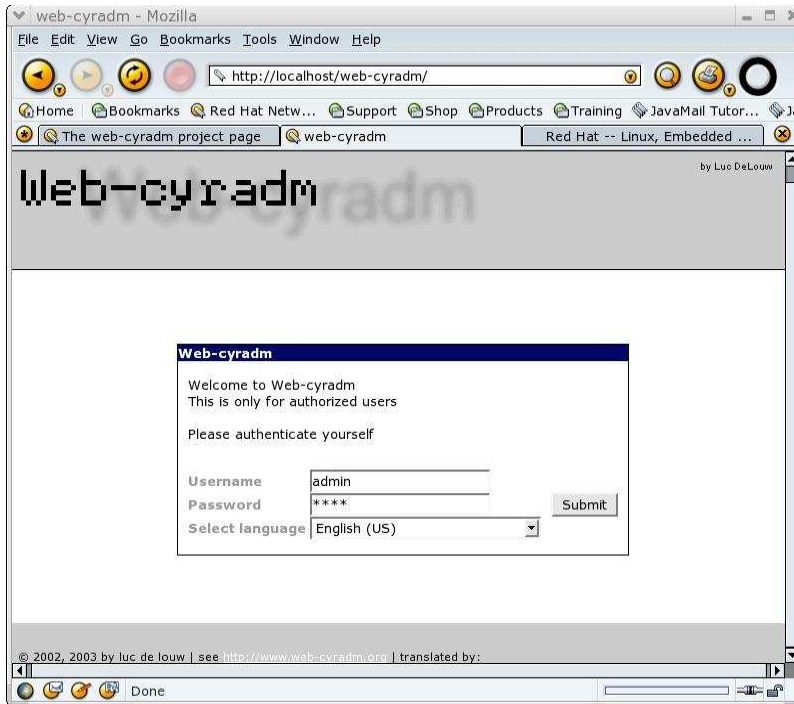 web-cyradm - Mozilla
File Edit View Go Bookmarks Tools Window Help
http://localhost/web-cyradm/
Home Bookmarks Red Hat Netw... Support Shop Products Training JavaMail Tutor...
The web-cyradm project page web-cyradm Red Hat -- Linux, Embedded ...
by Luc DeLouw
Web-cyradm
Web-cyradm
Web-cyradm
Welcome to Web-cyradm
This is only for authorized users
Please authenticate yourself
Username admin
Password ****
Submit
Select language English (US)
© 2002, 2003 by luc de louw | see http://www.web-cyradm.org | translated by:
Done